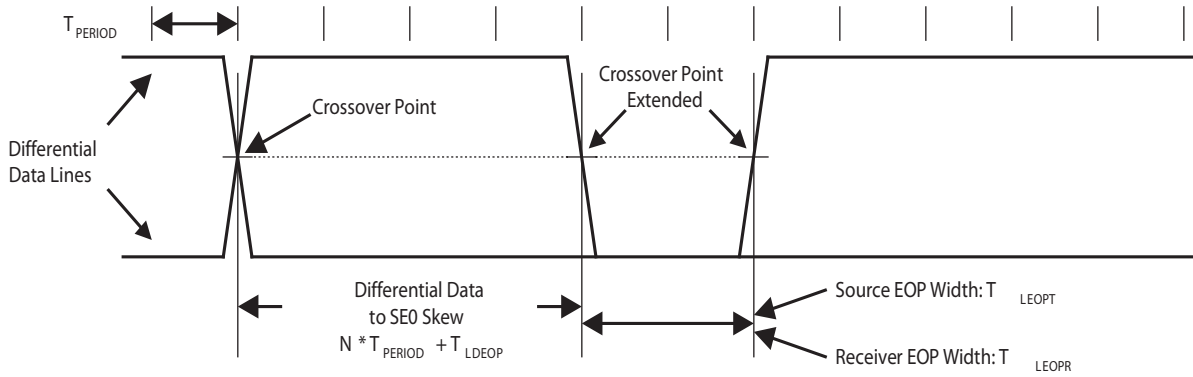 T PERIOD
Crossover Point
Crossover Point
Extended
Differential
Data Lines
Differential Data
to SE0 Skew
N * T PERIOD + T LDEOP
Source EOP Width: T LEOPT
Receiver EOP Width: T LEOPR